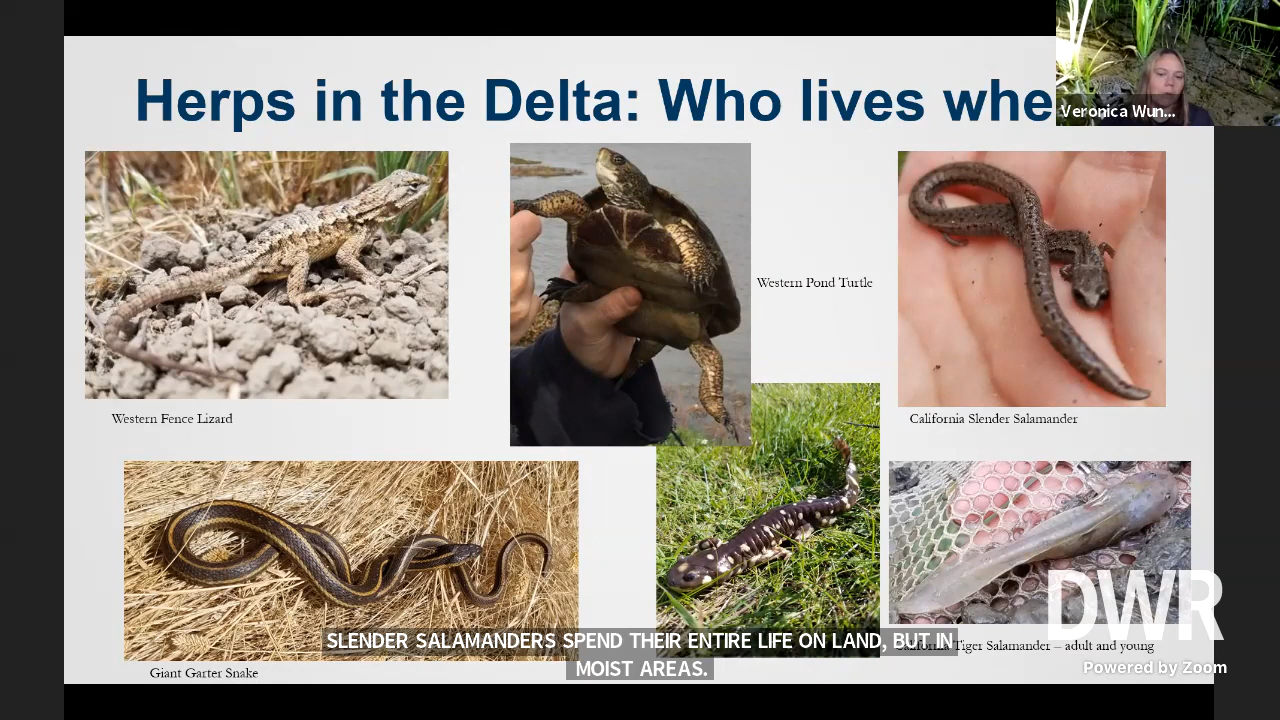 Herps in the Delta: Who lives whe
Veronica Wun...
Western Pond Turtle
Western Fence Lizard
California Slender Salamander
SLENDER SALAMANDERS SPEND THEIR ENTIRE LIFE ON LAND, BUT IN
MOIST AREAS.
California Tiger Salamander – adult and young
Giant Garter Snake
DWR
Powered by Zoom